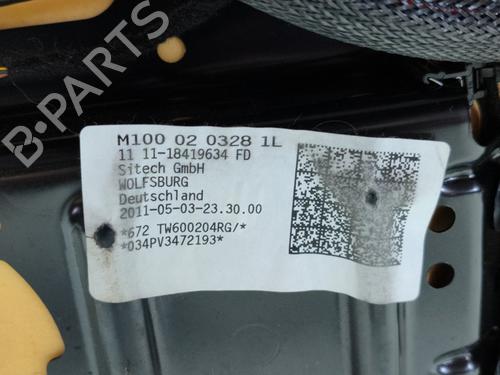 M100 02 0328 1L
11 11-18419634 FD
Sitech GmbH
WOLFSBURG
Deutschland
2011-05-03-23.30.00
*672 TW600204RG/*
*034PV3472193*
B-PARTS